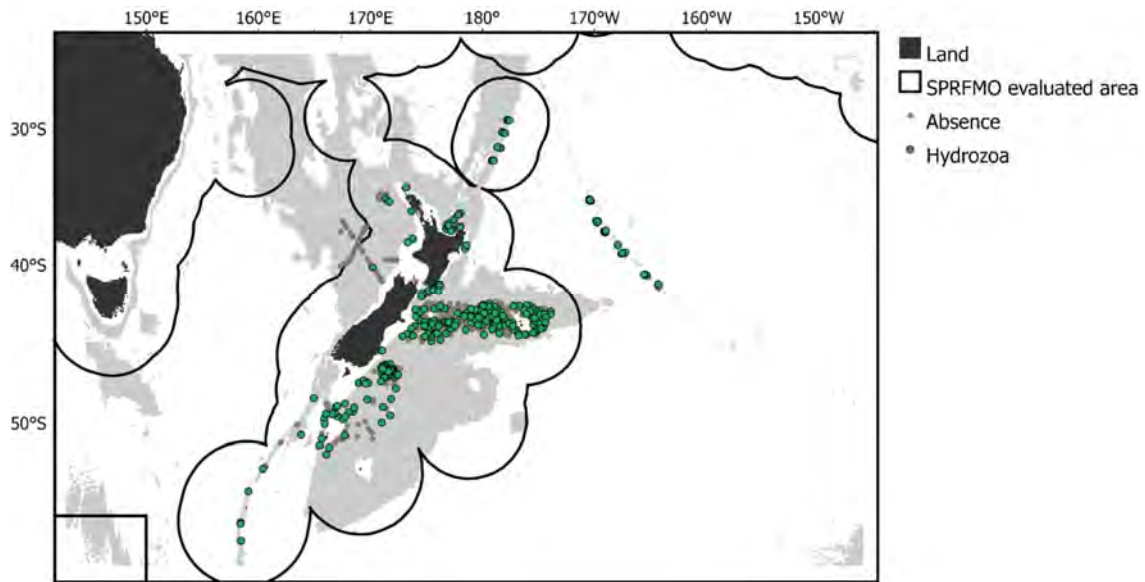 150°E 160°E 170°E 180° 170°W 160°W 150°W
Land
SPRFMO evaluated area
Absence
Hydrozoa
30°S
40°S
50°S